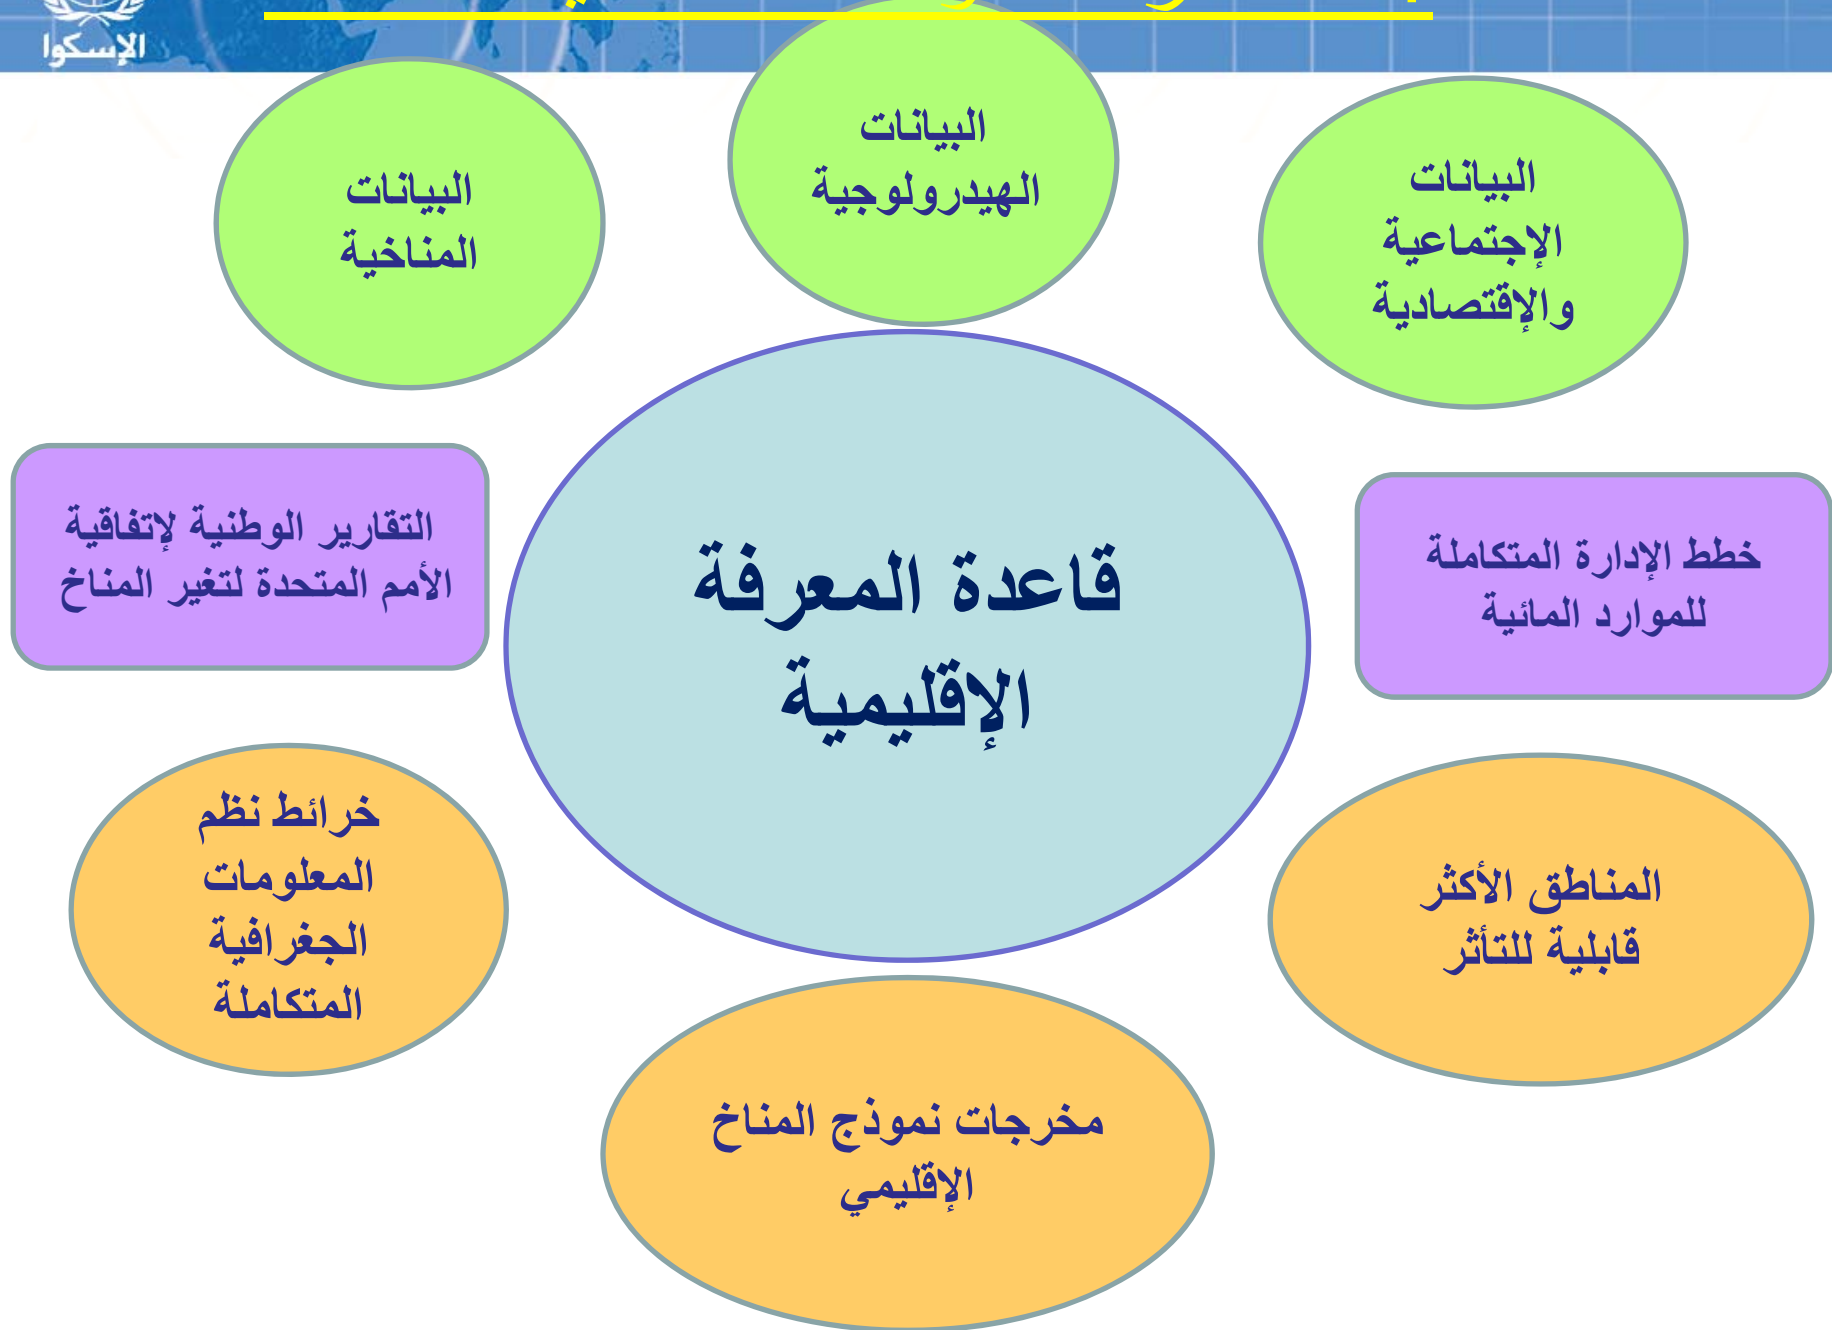 الإسكوا
البيانات
الهيدرولوجية
البيانات
الإجتماعية
والإقتصادية
البيانات
المناخية
خطط الإدارة المتكاملة
للموارد المائية
قاعدة المعرفة
الإقليمية
التقارير الوطنية لإتفاقية
الأمم المتحدة لتغير المناخ
المناطق الأكثر
قابلية للتأثر
خرائط نظم
المعلومات
الجغرافية
المتكاملة
مخرجات نموذج المناخ
الإقليمي